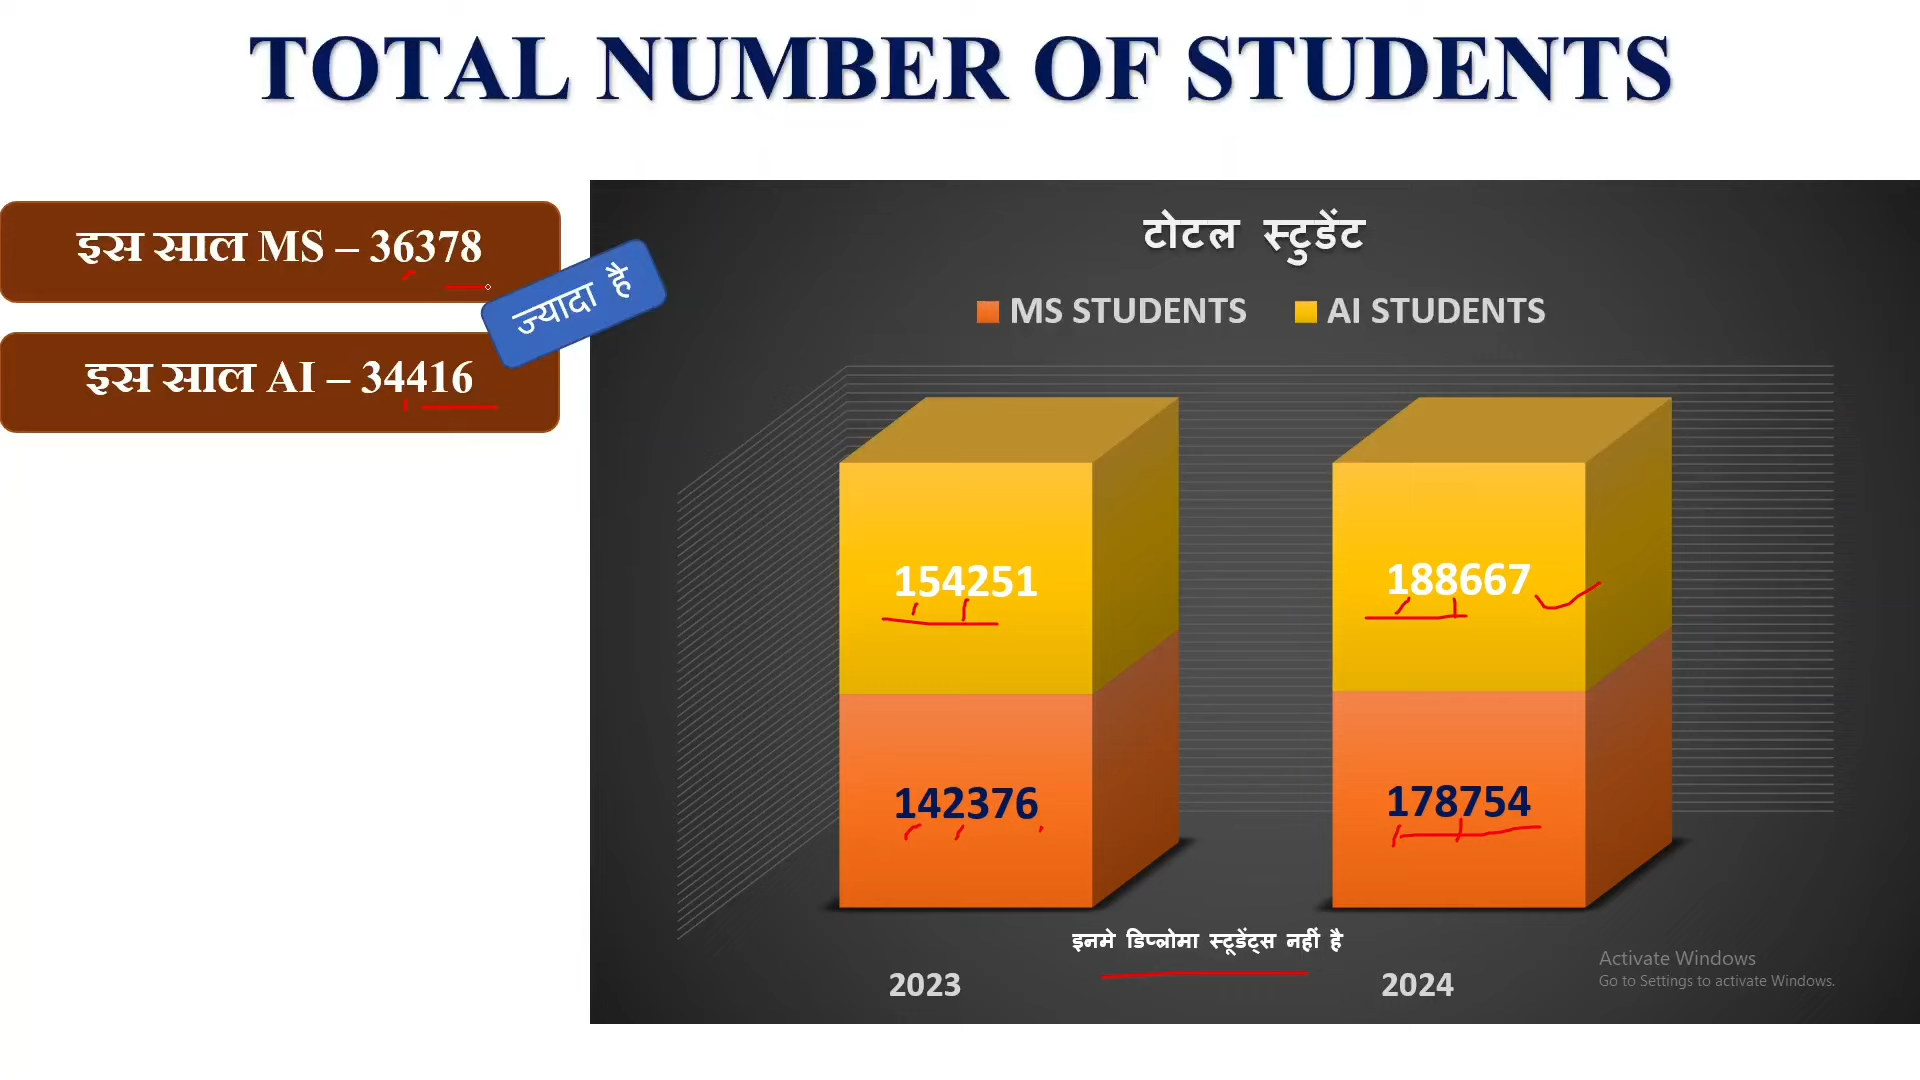 TOTAL NUMBER OF STUDENTS
इस साल MS – 36378
ज्यादा है
इस साल AI – 34416
टोटल स्टुडेंट
MS STUDENTS AI STUDENTS
154251 188667
142376 178754
इनमे डिप्लोमा स्टूडेंट्स नहीं है
2023 2024
Activate Windows
Go to Settings to activate Windows.